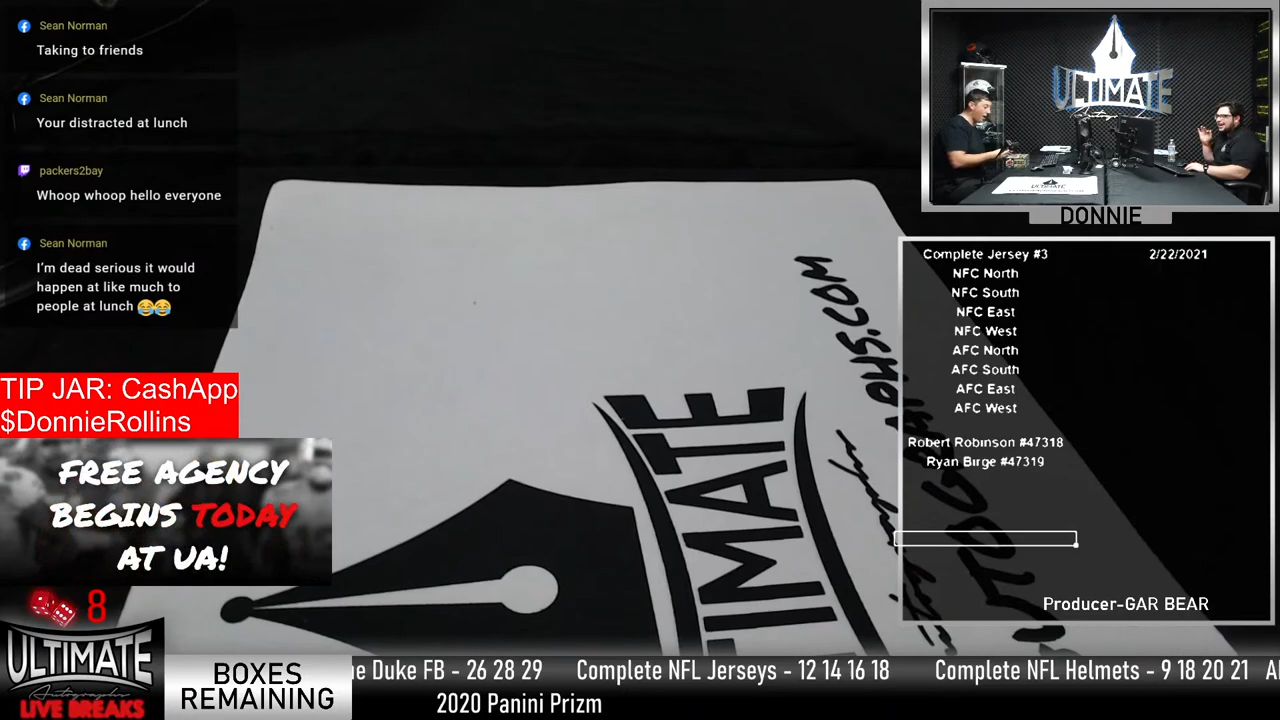 Sean Norman
Taking to friends
Sean Norman
Your distracted at lunch
packers2bay
Whoop whoop hello everyone
Sean Norman
I'm dead serious it would
happen at like much to
people at lunch 😂😂
TIP JAR: CashApp
$DonnieRollins
FREE AGENCY
BEGINS TODAY
AT UA!
8
ULTIMATE
Autographs
LIVE BREAKS
BOXES
REMAINING
ULTIMATE
DONNIE
Complete Jersey #3 2/22/2021
NFC North
NFC South
NFC East
NFC West
AFC North
AFC South
AFC East
AFC West
Robert Robinson #47318
Ryan Birge #47319
Producer-GAR BEAR
Duke FB - 26 28 29 Complete NFL Jerseys - 12 14 16 18 Complete NFL Helmets - 9 18 20 21
2020 Panini Prizm